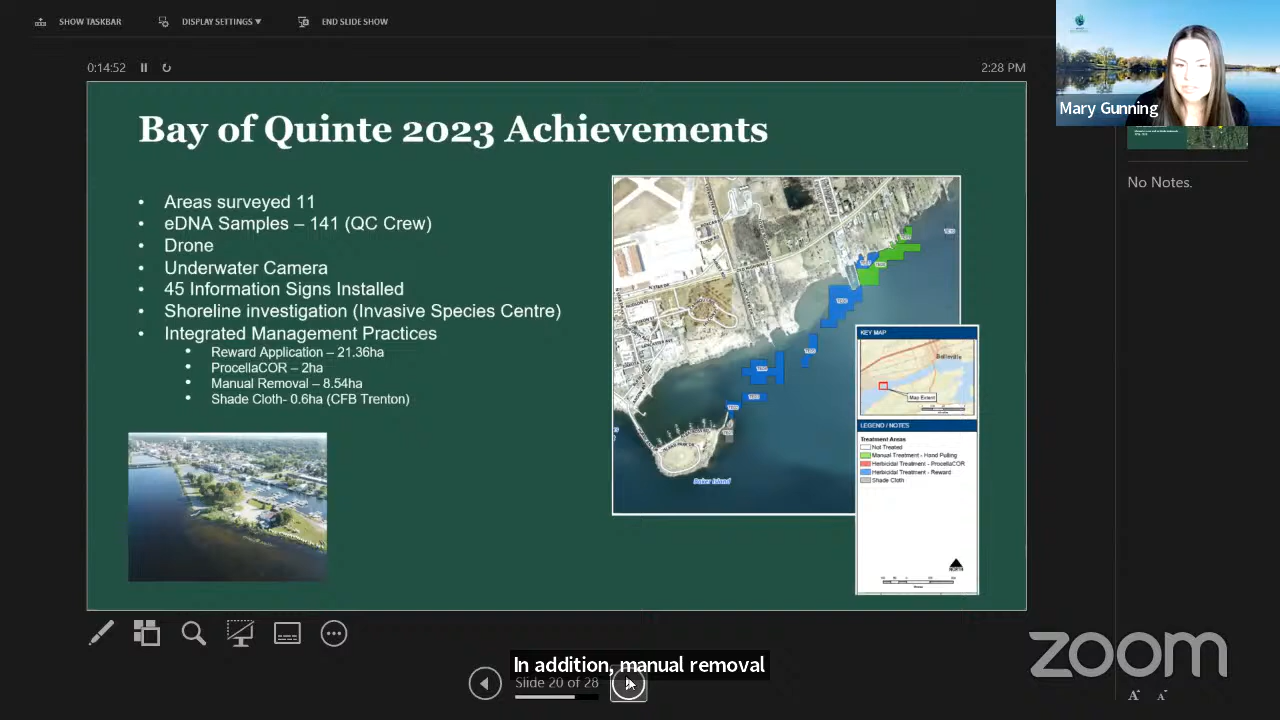 SHOW TASKBAR
DISPLAY SETTINGS ▼
END SLIDE SHOW
0:14:52
2:28 PM
Mary Gunning
No Notes.
Bay of Quinte 2023 Achievements
• Areas surveyed 11
• eDNA Samples – 141 (QC Crew)
• Drone
• Underwater Camera
• 45 Information Signs Installed
• Shoreline investigation (Invasive Species Centre)
• Integrated Management Practices
• Reward Application – 21.36ha
• ProcellaCOR – 2ha
• Manual Removal – 8.54ha
• Shade Cloth- 0.6ha (CFB Trenton)
Baker Island
KEY MAP
Belleville
Map Extent
LEGEND / NOTES
Treatment Areas
Not Treated
Manual Treatment - Hand Pulling
Herbicidal Treatment - ProcellaCOR
Herbicidal Treatment - Reward
Shade Cloth
NORTH
In addition, manual removal
Slide 20 of 28
zoom
A A